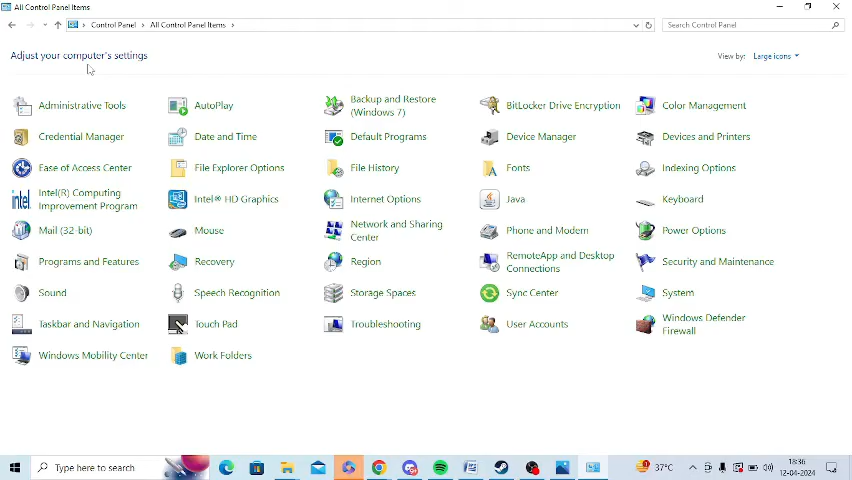 All Control Panel Items
Control Panel > All Control Panel Items >
Search Control Panel
Adjust your computer's settings
View by: Large icons
Administrative Tools
AutoPlay
Backup and Restore
(Windows 7)
BitLocker Drive Encryption
Color Management
Credential Manager
Date and Time
Default Programs
Device Manager
Devices and Printers
Ease of Access Center
File Explorer Options
File History
Fonts
Indexing Options
intel
Intel(R) Computing
Improvement Program
Intel® HD Graphics
Internet Options
Java
Keyboard
Mail (32-bit)
Mouse
Network and Sharing
Center
Phone and Modem
Power Options
Programs and Features
Recovery
Region
RemoteApp and Desktop
Connections
Security and Maintenance
Sound
Speech Recognition
Storage Spaces
Sync Center
System
Taskbar and Navigation
Touch Pad
Troubleshooting
User Accounts
Windows Defender
Firewall
Windows Mobility Center
Work Folders
Type here to search
37°C
18:36
12-04-2024